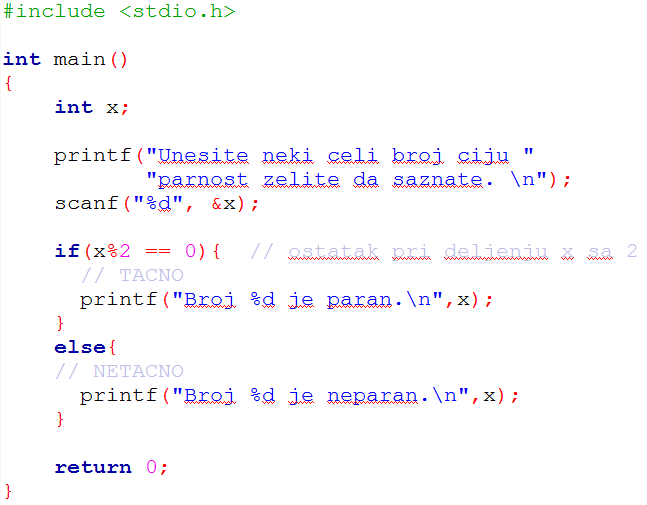 #include <stdio.h>
int main()
{
int x;
printf("Unesite neki celi broj ciju "
"parnost zelite da saznate. \n");
scanf("%d", &x);
if(x%2 == 0){ // ostatak pri deljenju x sa 2
// TACNO
printf("Broj %d je paran.\n",x);
}
else{
// NETACNO
printf("Broj %d je neparan.\n",x);
}
return 0;
}